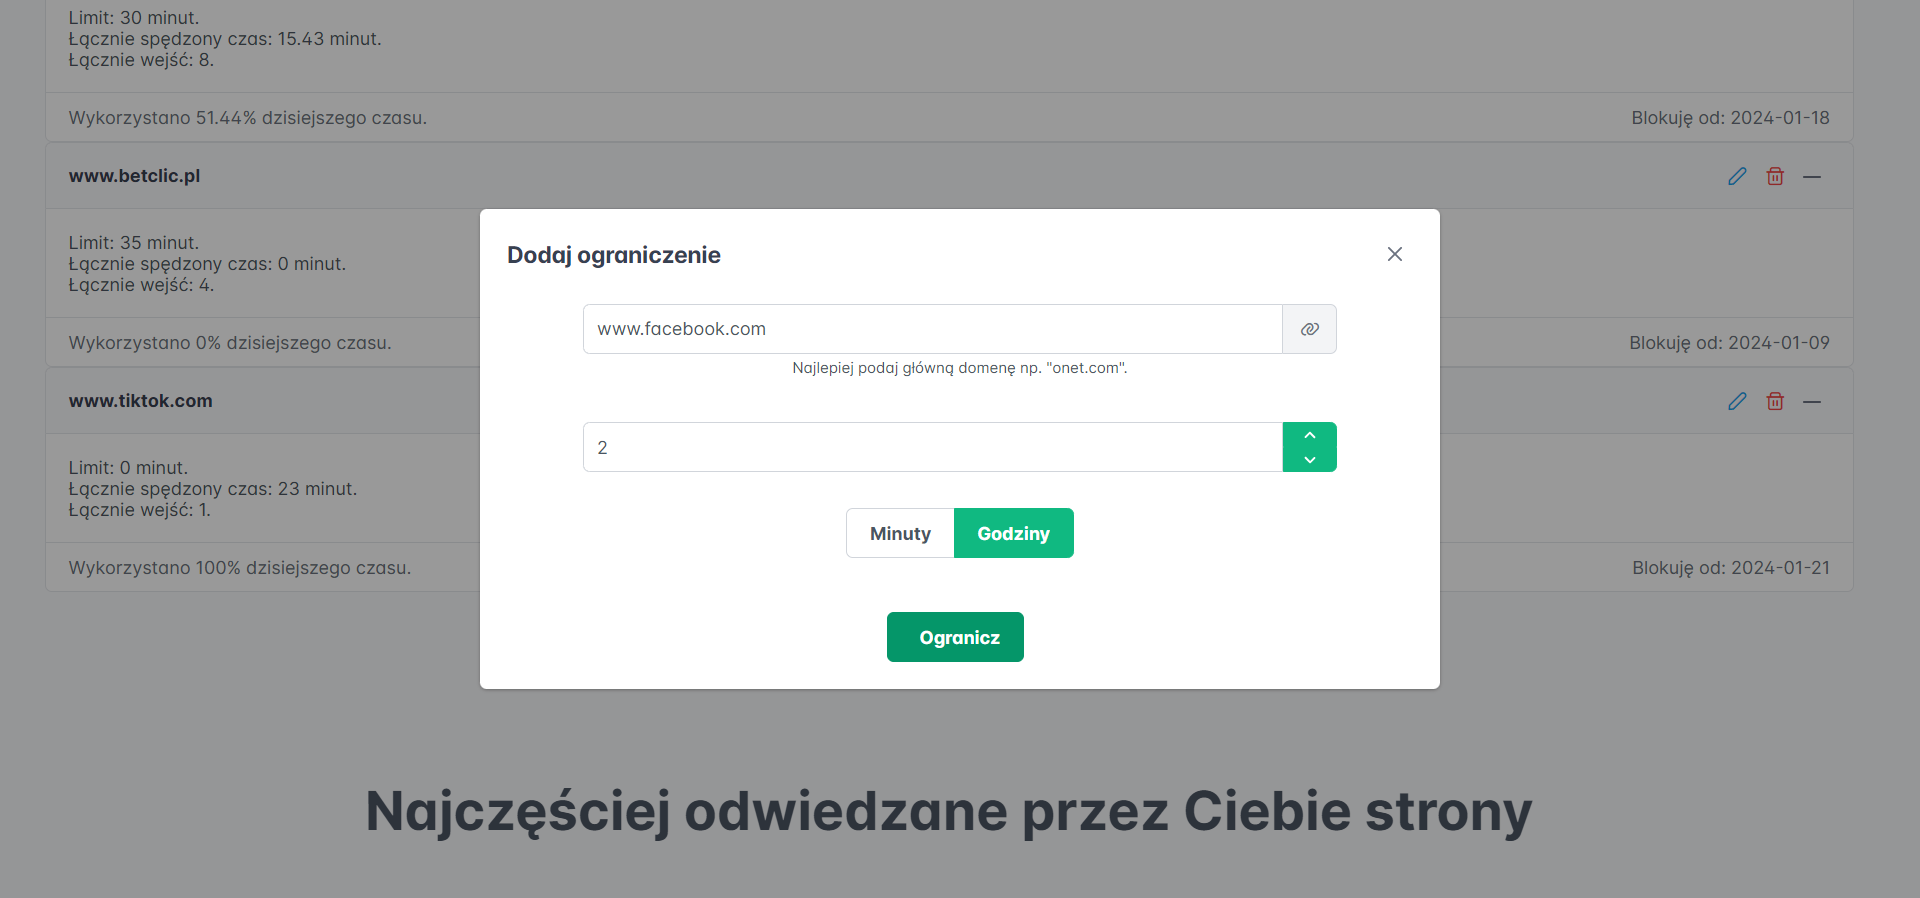 Limit: 30 minut.
Łącznie spędzony czas: 15.43 minut.
Łącznie wejść: 8.
Wykorzystano 51.44% dzisiejszego czasu.
Blokuję od: 2024-01-18
www.betclic.pl
Limit: 35 minut.
Łącznie spędzony czas: 0 minut.
Łącznie wejść: 4.
Wykorzystano 0% dzisiejszego czasu.
Blokuję od: 2024-01-09
www.tiktok.com
Limit: 0 minut.
Łącznie spędzony czas: 23 minut.
Łącznie wejść: 1.
Wykorzystano 100% dzisiejszego czasu.
Blokuję od: 2024-01-21
Dodaj ograniczenie
www.facebook.com
Najlepiej podaj główną domenę np. "onet.com".
2
Minuty
Godziny
Ogranicz
Najczęściej odwiedzane przez Ciebie strony